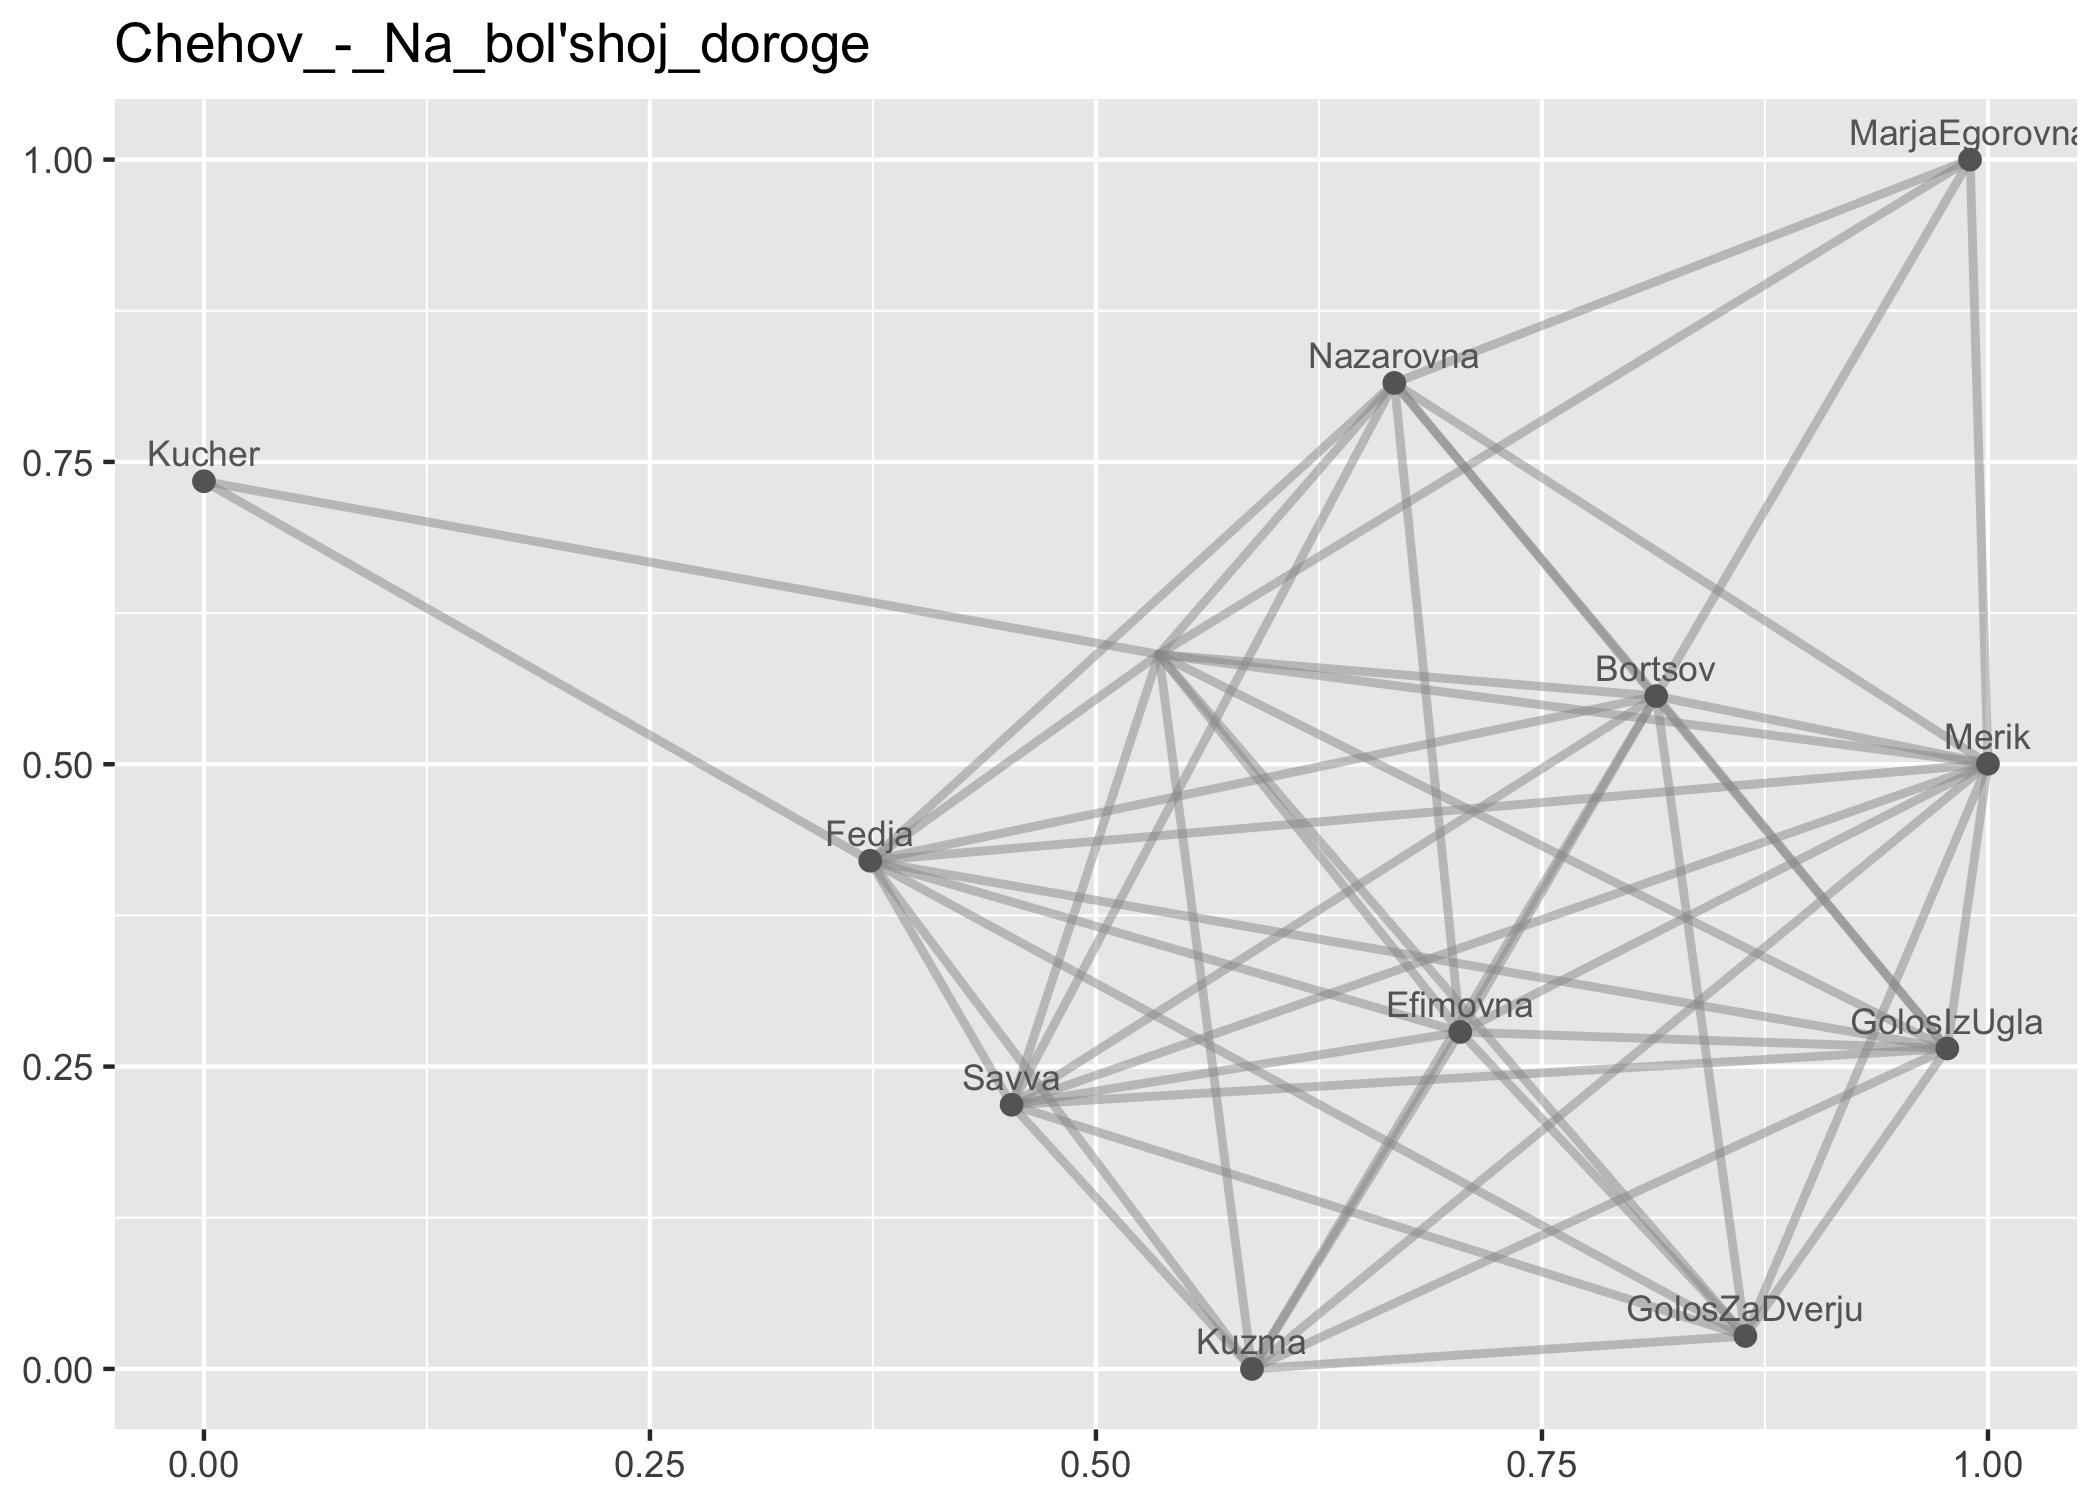 Chehov_-_Na_bol'shoj_doroge
MarjaEgorovna
1.00
Nazarovna
Kucher
0.75
Bortsov
Merik
0.50
Fedja
Efimovna
GolosIzUgla
Savva
0.25
GolosZaDverju
Kuzma
0.00
0.00 0.25 0.50 0.75 1.00